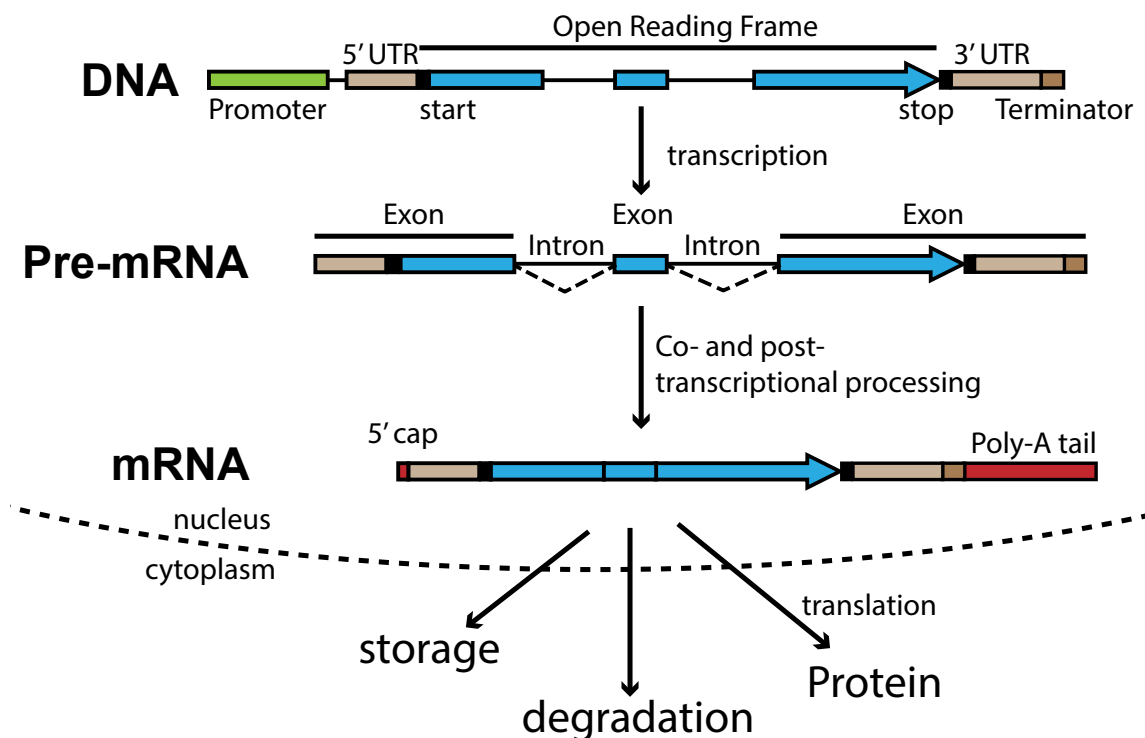 Open Reading Frame
5’ UTR
3’ UTR
DNA
Promoter
start
stop
Terminator
transcription
Exon
Exon
Exon
Intron
Intron
Pre-mRNA
Co- and post-
transcriptional processing
5’ cap
Poly-A tail
mRNA
nucleus
cytoplasm
translation
storage
Protein
degradation